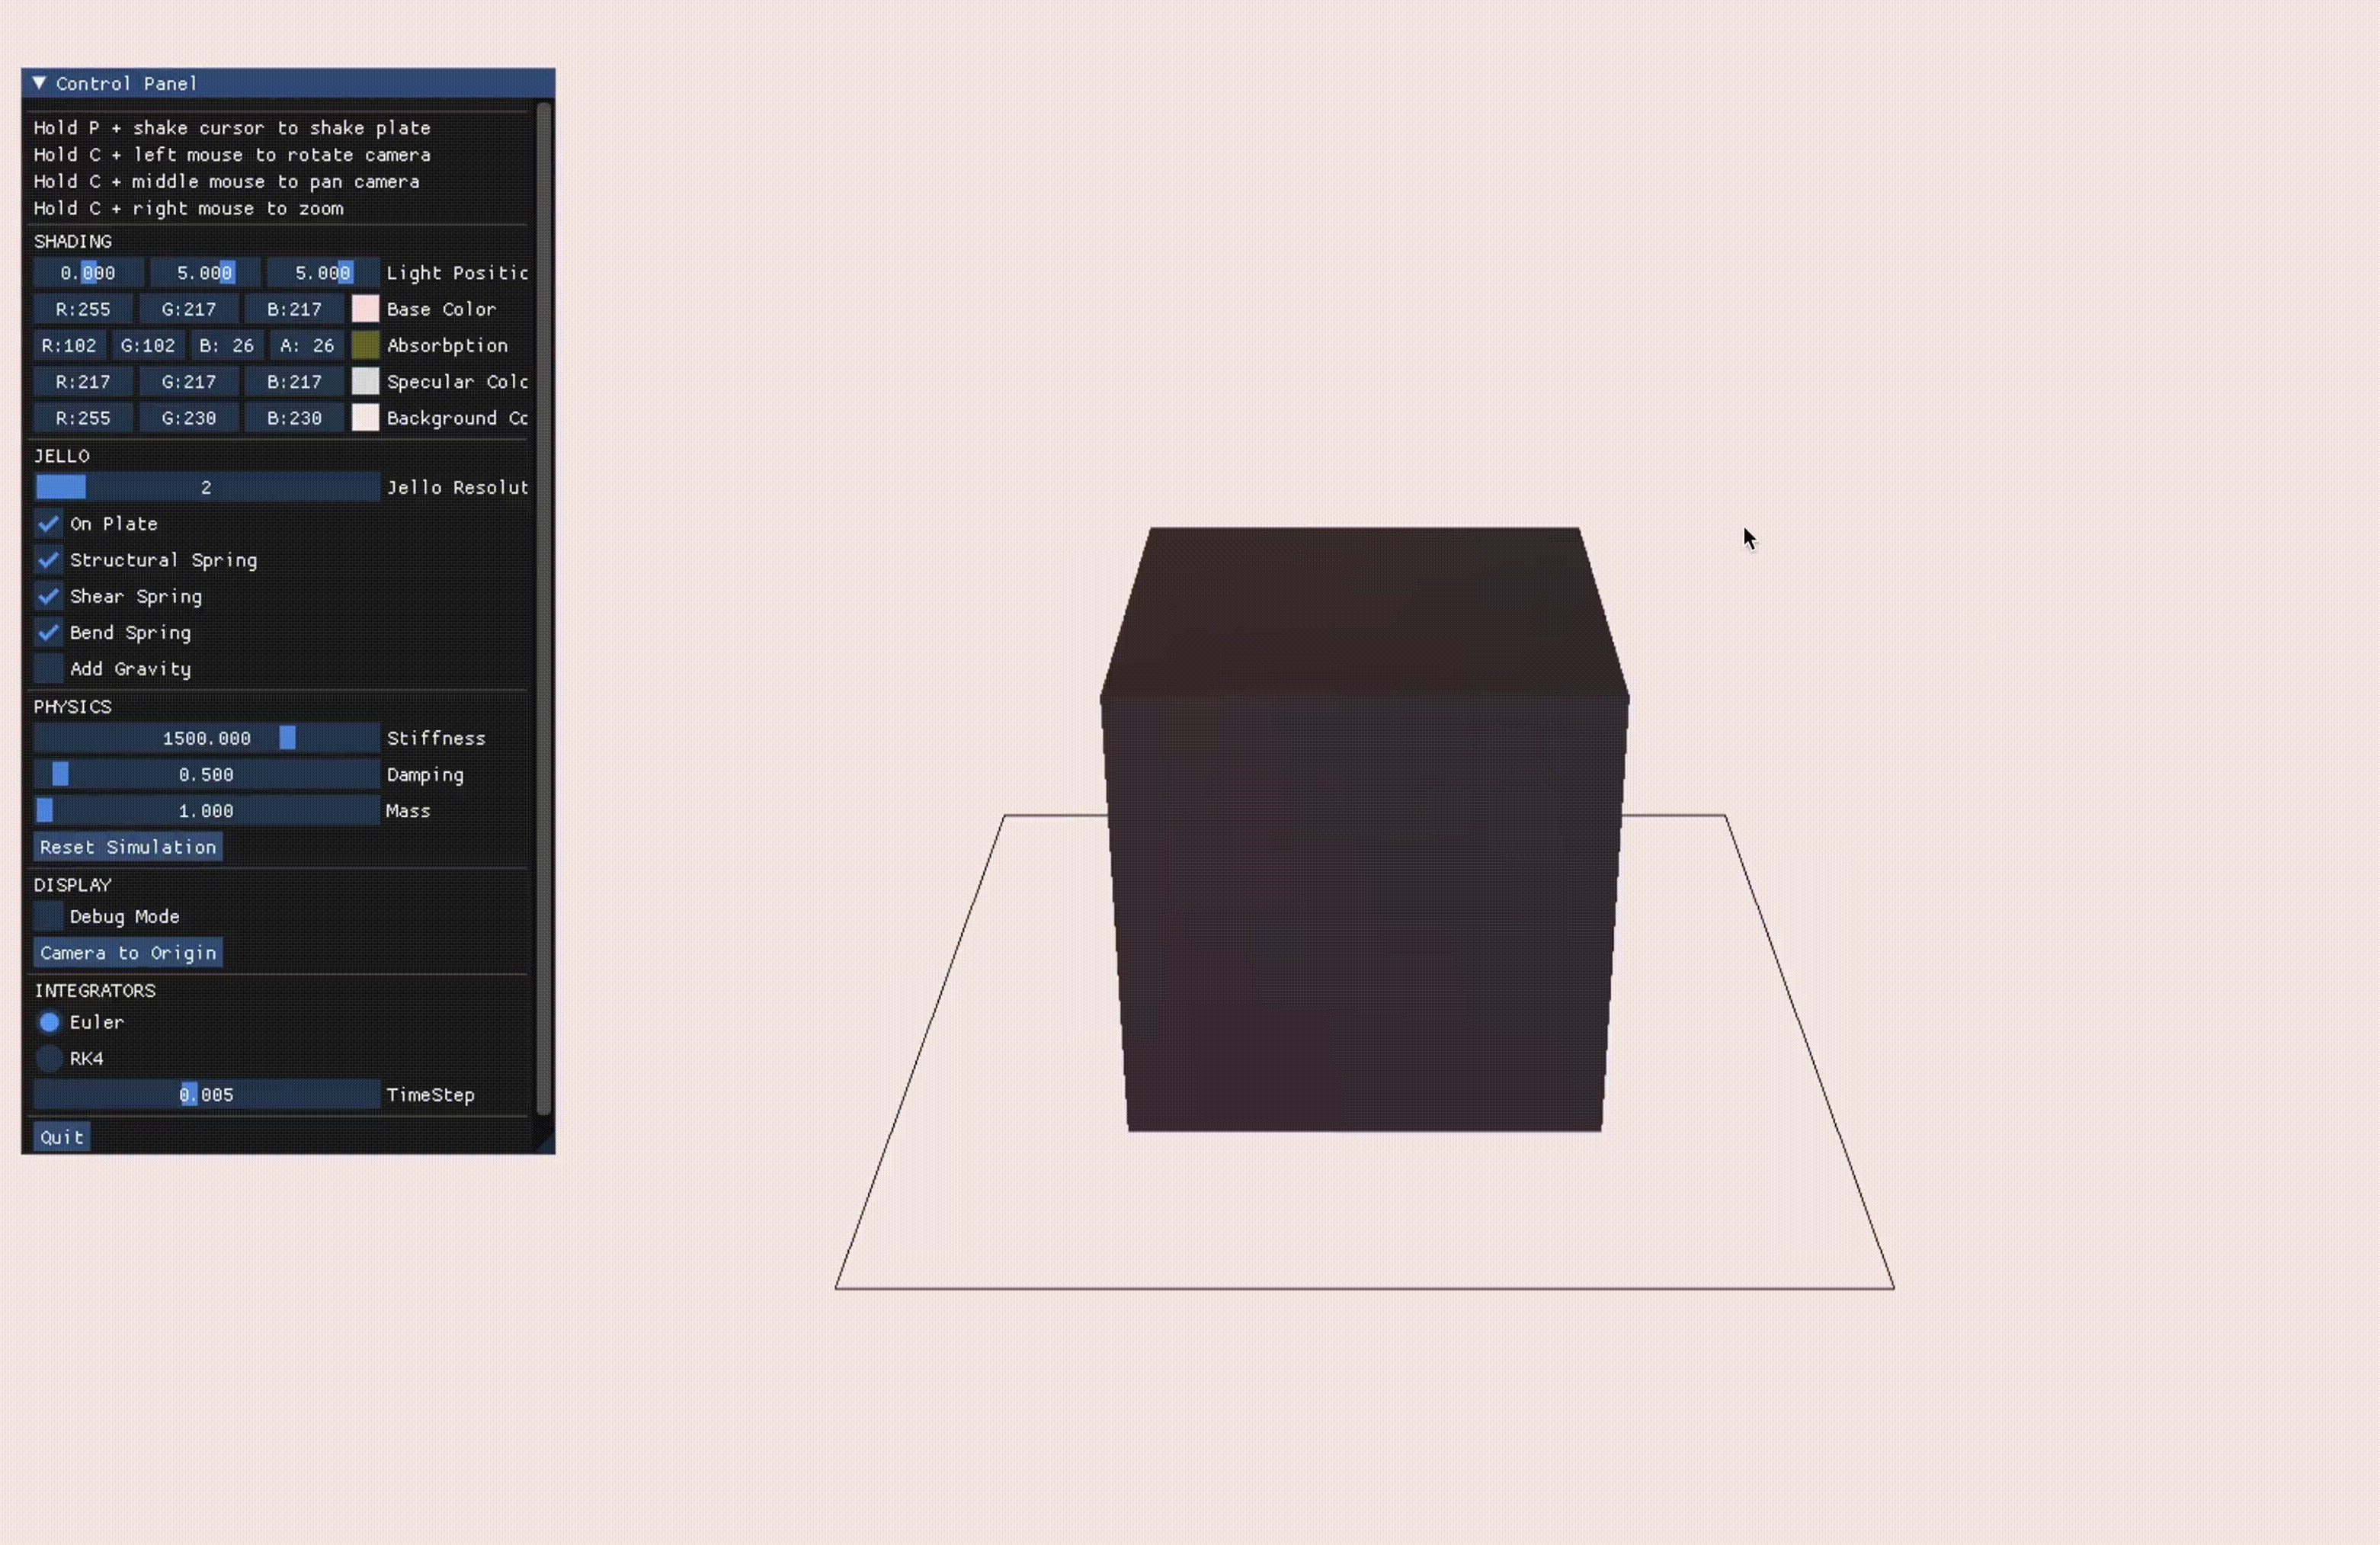 Control Panel
Hold P + shake cursor to shake plate
Hold C + left mouse to rotate camera
Hold C + middle mouse to pan camera
Hold C + right mouse to zoom
SHADING
0.000 5.000 5.000 Light Positic
R:255 G:217 B:217 Base Color
R:102 G:102 B: 26 A: 26 Absorbption
R:217 G:217 B:217 Specular Colc
R:255 G:230 B:230 Background Cc
JELLO
2 Jello Resolut
On Plate
Structural Spring
Shear Spring
Bend Spring
Add Gravity
PHYSICS
1500.000 Stiffness
0.500 Damping
1.000 Mass
Reset Simulation
DISPLAY
Debug Mode
Camera to Origin
INTEGRATORS
Euler
RK4
0.005 TimeStep
Quit